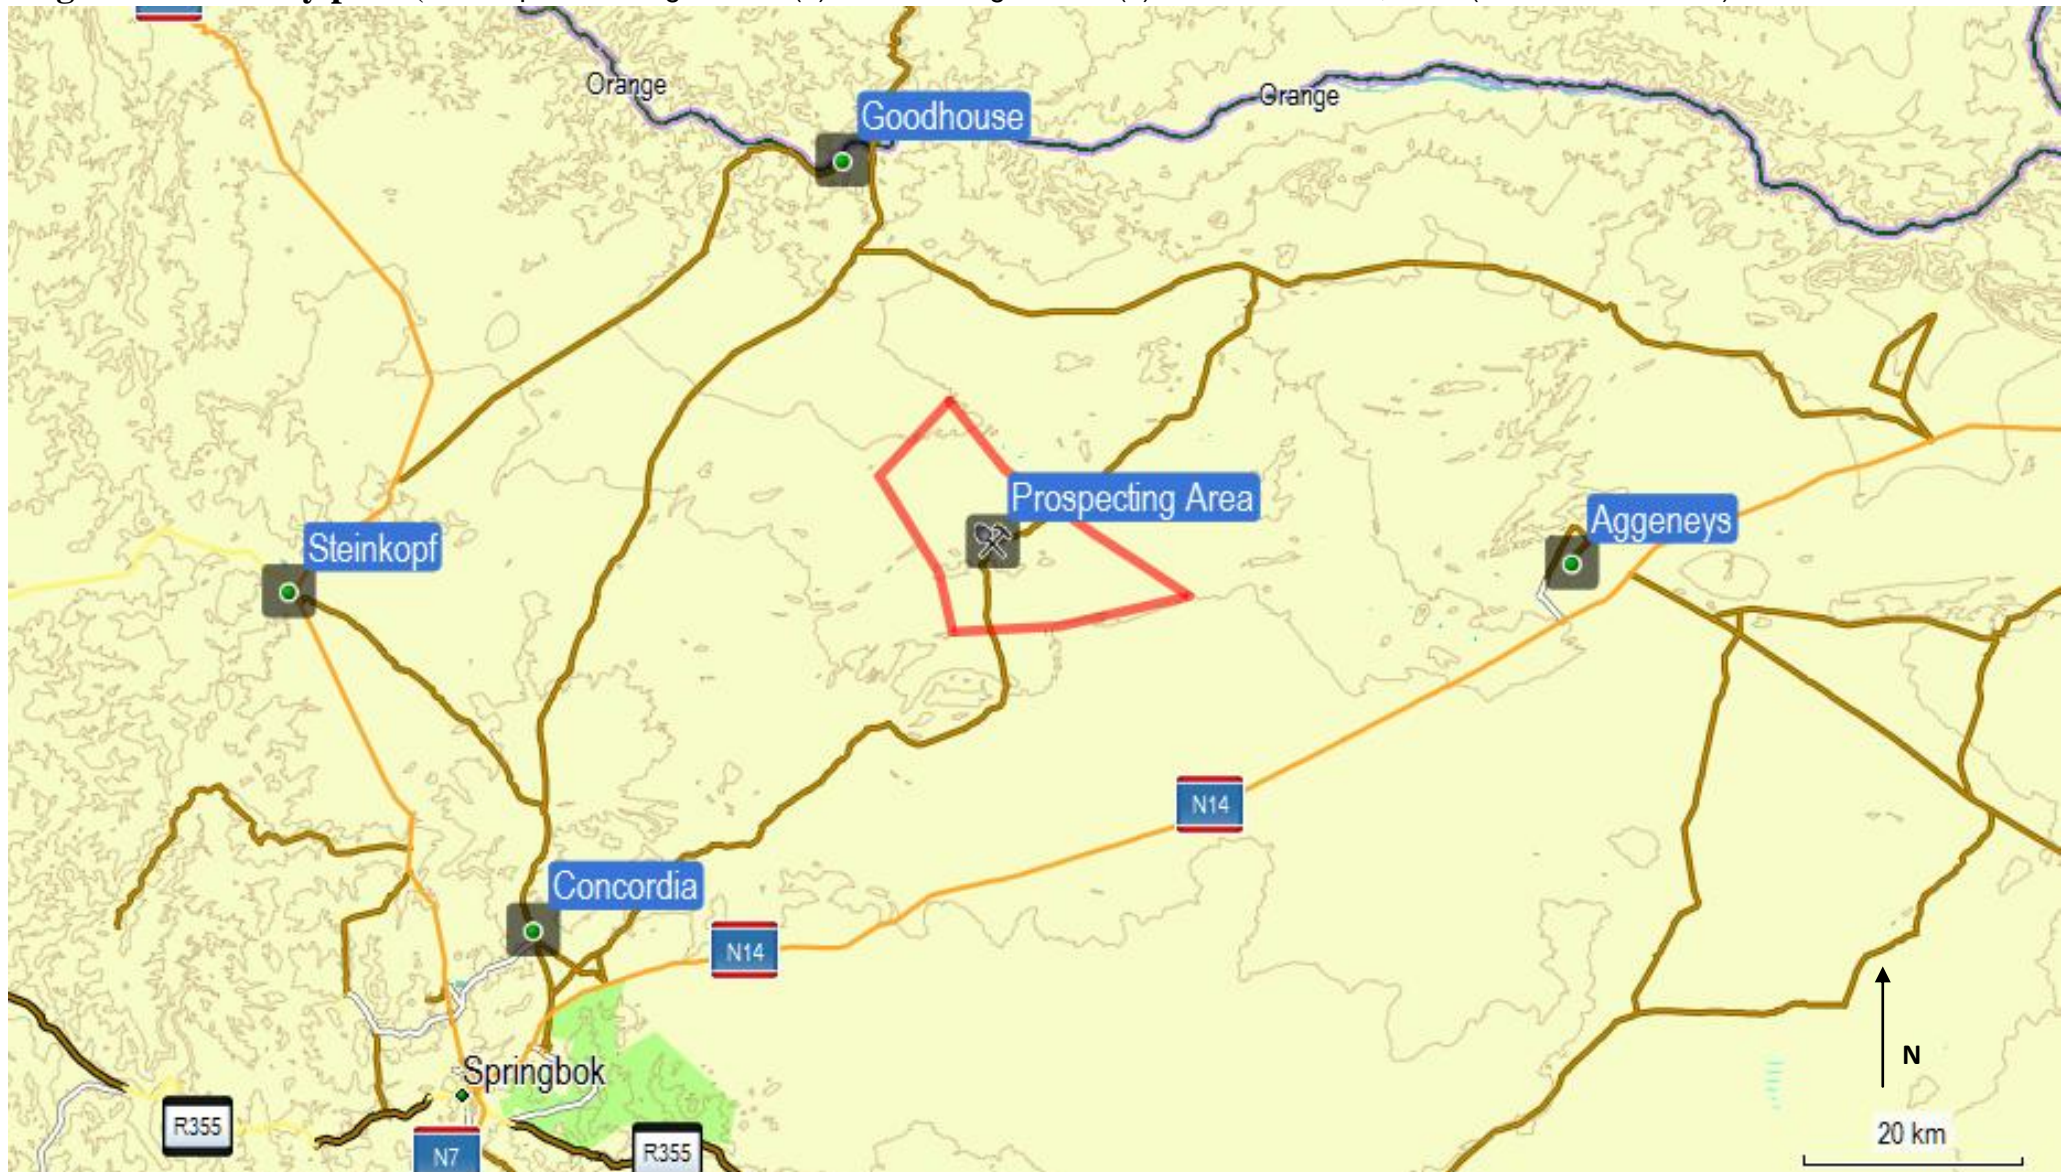 Orange
Orange
Goodhouse
Prospecting Area
Aggeneys
Steinkopf
N14
Concordia
N14
N
Springbok
R355
20 km
R355
N7